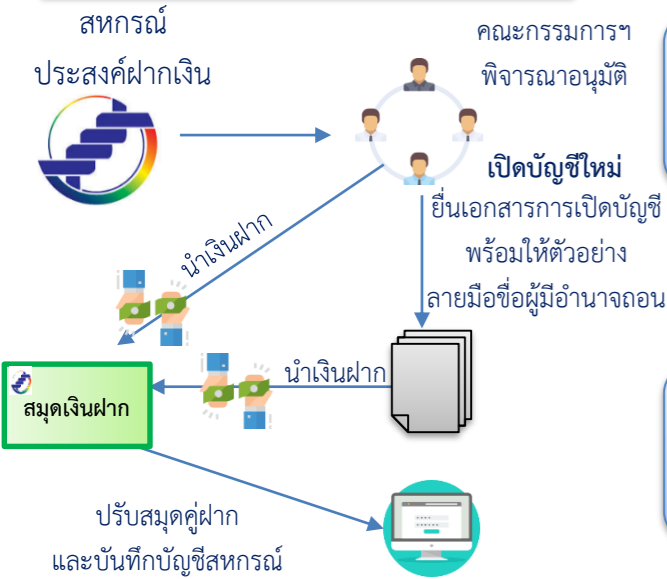 สหกรณ์
ประสงค์ฝากเงิน
คณะกรรมการฯ
พิจารณาอนุมัติ
เปิดบัญชีใหม่
ยื่นเอกสารการเปิดบัญชี
พร้อมให้ตัวอย่าง
ลายมือชื่อผู้มีอำนาจถอน
นำเงินฝาก
นำเงินฝาก
สมุดเงินฝาก
ปรับสมุดคู่ฝาก
และบันทึกบัญชีสหกรณ์